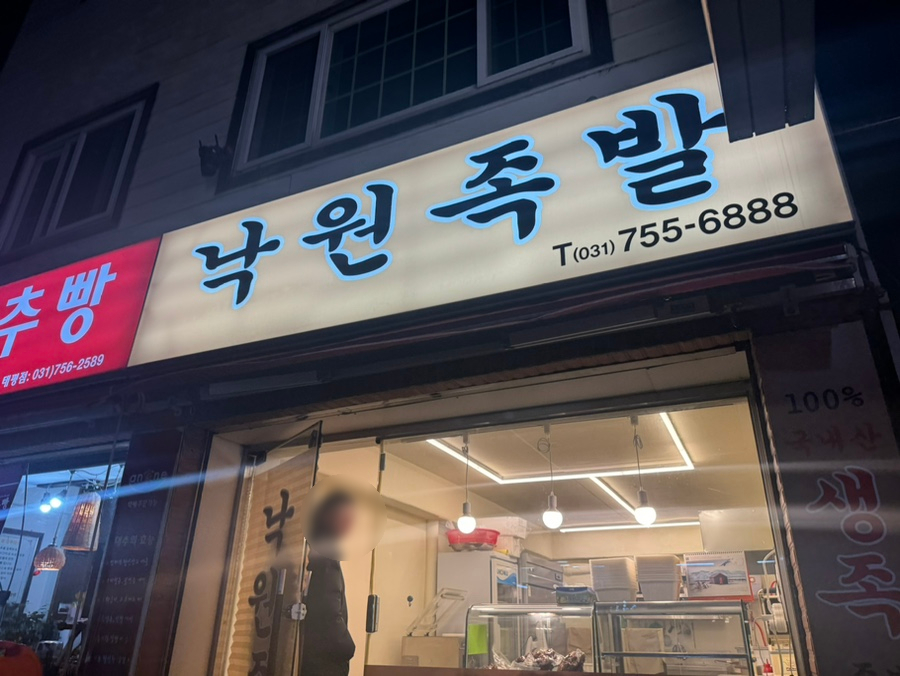 낙원족발
T(031) 755-6888
추빵
태평점: 031)756-2589
낙원족
100%
국내산
생족